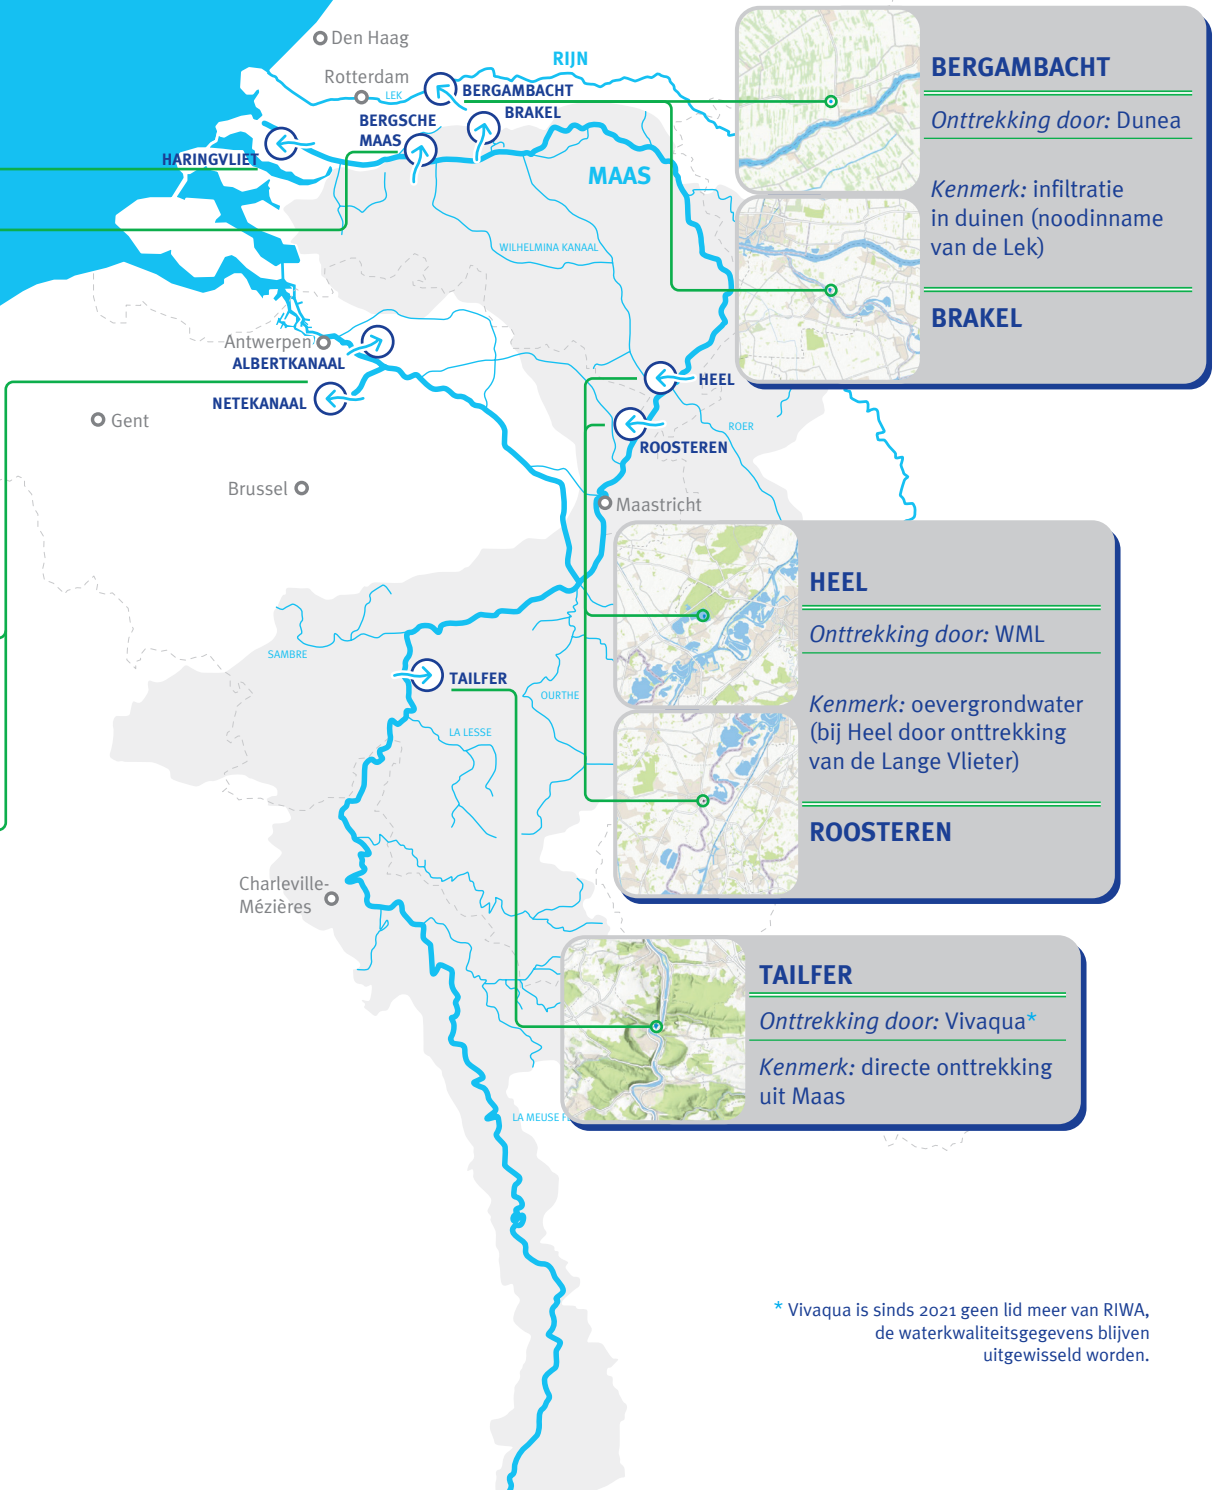 Den Haag
RIJN
Rotterdam
LEK
BERGAMBACHT
BRAKEL
BERGSCHE
MAAS
HARINGVLIET
MAAS
WILHELMINA KANAAL
Antwerpen
ALBERTKANAAL
NETEKANAAL
HEEL
Gent
ROER
ROOSTEREN
Brussel
Maastricht
SAMBRE
TAILFER
OURTHE
LA LESSE
Charleville-
Mézières
LA MEUSE
BERGAMBACHT
Onttrekking door: Dunea
Kenmerk: infiltratie
in duinen (noodinname
van de Lek)
BRAKEL
HEEL
Onttrekking door: WML
Kenmerk: oevergrondwater
(bij Heel door onttrekking
van de Lange Vlieter)
ROOSTEREN
TAILFER
Onttrekking door: Vivaqua*
Kenmerk: directe onttrekking
uit Maas
* Vivaqua is sinds 2021 geen lid meer van RIWA,
de waterkwaliteitsgegevens blijven
uitgewisseld worden.